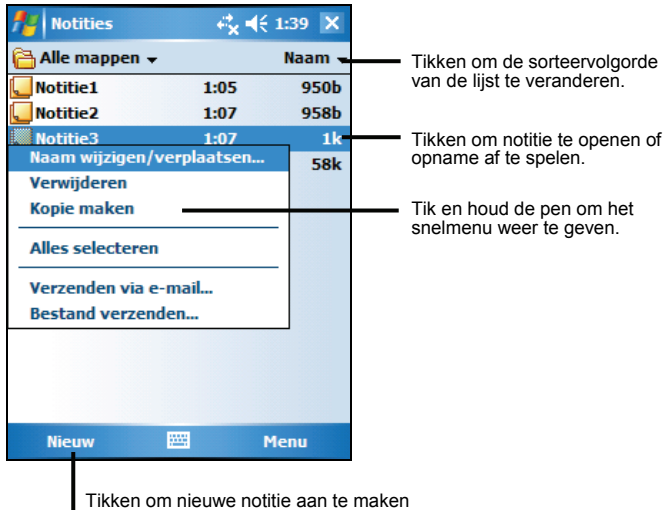 Notities 1:39
Alle mappen Naam
Notitie1 1:05 950b
Notitie2 1:07 958b
Notitie3 1:07 1k
58k
Naam wijzigen/verplaatsen...
Verwijderen
Kopie maken
Alles selecteren
Verzenden via e-mail...
Bestand verzenden...
Nieuw Menu
Tikken om de sorteervolgorde
van de lijst te veranderen.
Tikken om notitie te openen of
opname af te spelen.
Tik en houd de pen om het
snelmenu weer te geven.
Tikken om nieuwe notitie aan te maken